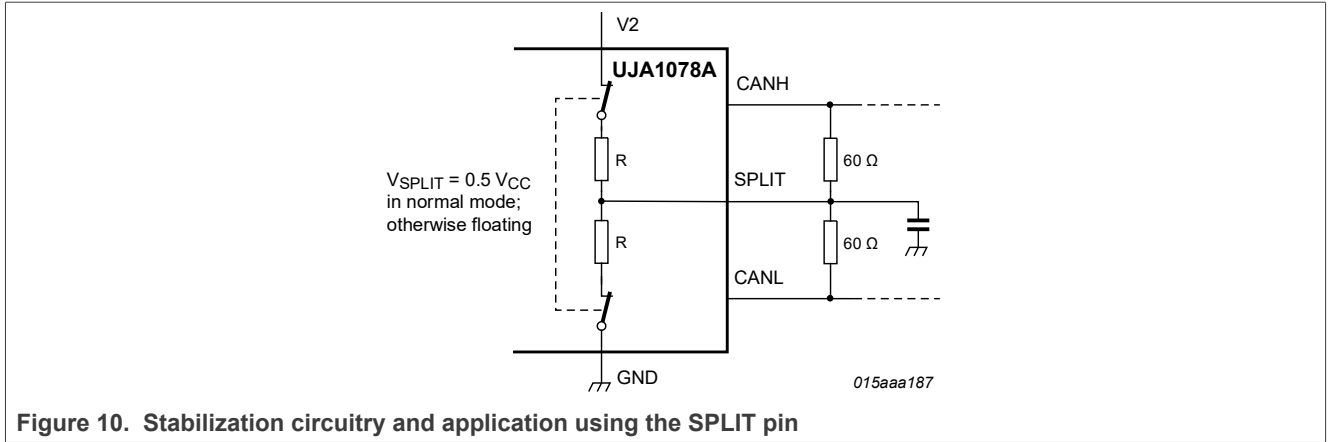 V2
UJA1078A
CANH
R
60 Ω
VSPLIT = 0.5 VCC
in normal mode;
otherwise floating
SPLIT
R
60 Ω
CANL
GND
015aaa187
Figure 10. Stabilization circuitry and application using the SPLIT pin